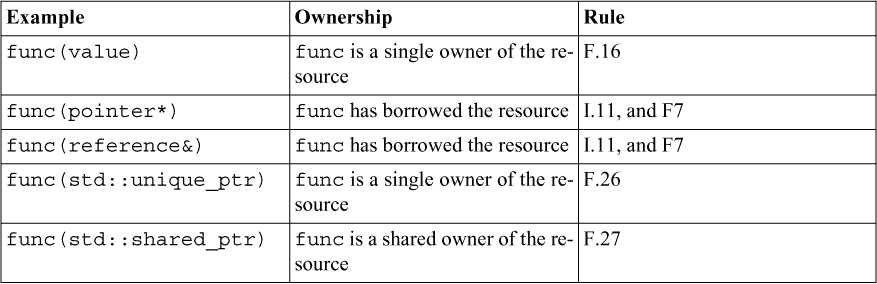 Example Ownership Rule
func(value) func is a single owner of the re- F.16
source
func(pointer*) func has borrowed the resource I.11, and F7
func(reference&) func has borrowed the resource I.11, and F7
func(std::unique_ptr) func is a single owner of the re- F.26
source
func(std::shared_ptr) func is a shared owner of the re- F.27
source